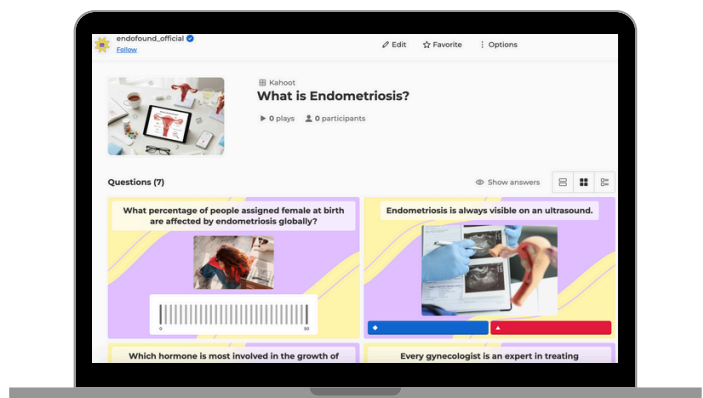 endofound_official
Follow
Edit
Favorite
Options
Kahoot
What is Endometriosis?
0 plays
0 participants
Questions (7)
Show answers
What percentage of people assigned female at birth
are affected by endometriosis globally?
0
50
Endometriosis is always visible on an ultrasound.
Which hormone is most involved in the growth of
Every gynecologist is an expert in treating